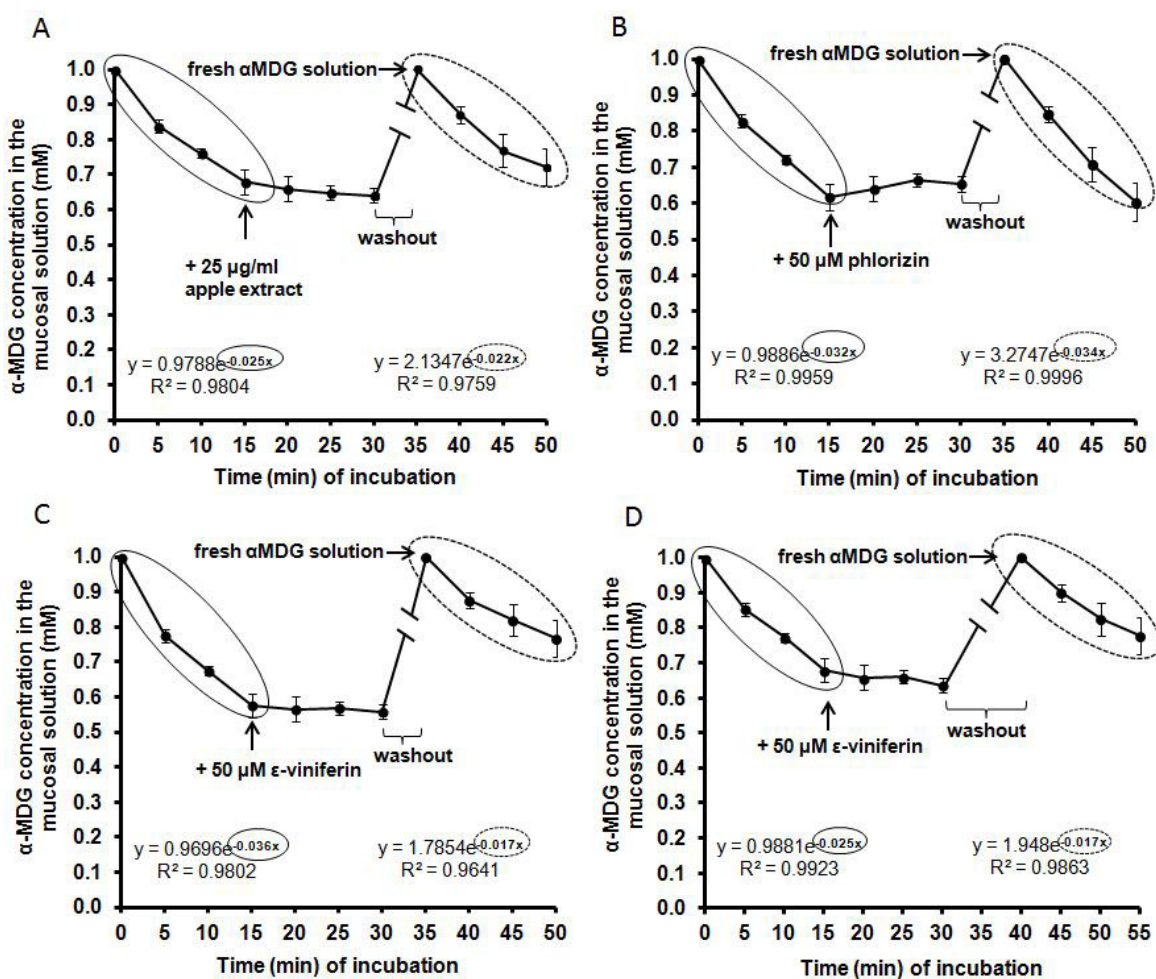 A
α-MDG concentration in the
mucosal solution (mM)
1.0
0.9
0.8
0.7
0.6
0.5
0.4
0.3
0.2
0.1
0.0
fresh αMDG solution
washout
+ 25 µg/ml
apple extract
y = 0.9788e-0.025x
R² = 0.9804
y = 2.1347e-0.022x
R² = 0.9759
0 5 10 15 20 25 30 35 40 45 50
Time (min) of incubation
B
α-MDG concentration in the
mucosal solution (mM)
1.0
0.9
0.8
0.7
0.6
0.5
0.4
0.3
0.2
0.1
0.0
fresh αMDG solution
washout
+ 50 µM phlorizin
y = 0.9886e-0.032x
R² = 0.9959
y = 3.2747e-0.034x
R² = 0.9996
0 5 10 15 20 25 30 35 40 45 50
Time (min) of incubation
C
α-MDG concentration in the
mucosal solution (mM)
1.0
0.9
0.8
0.7
0.6
0.5
0.4
0.3
0.2
0.1
0.0
fresh αMDG solution
washout
+ 50 µM ε-viniferin
y = 0.9696e-0.036x
R² = 0.9802
y = 1.7854e-0.017x
R² = 0.9641
0 5 10 15 20 25 30 35 40 45 50
Time (min) of incubation
D
α-MDG concentration in the
mucosal solution (mM)
1.0
0.9
0.8
0.7
0.6
0.5
0.4
0.3
0.2
0.1
0.0
fresh αMDG solution
washout
+ 50 µM ε-viniferin
y = 0.9881e-0.025x
R² = 0.9923
y = 1.948e-0.017x
R² = 0.9863
0 5 10 15 20 25 30 35 40 45 50 55
Time (min) of incubation